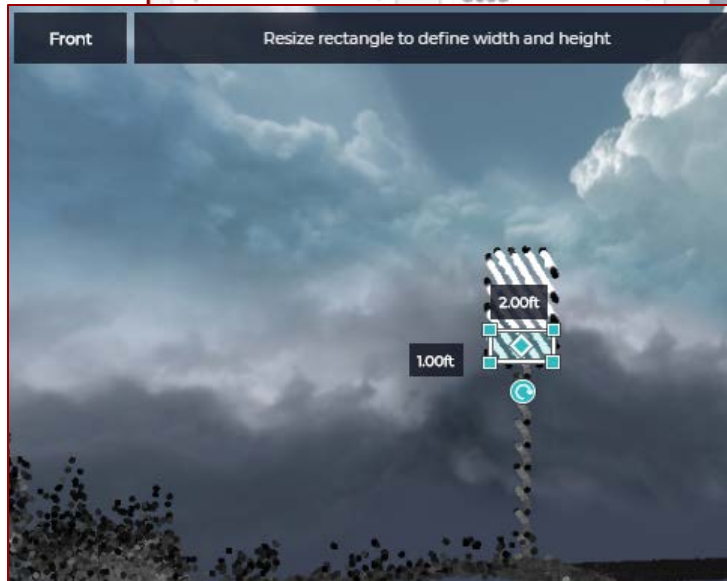 Front
Resize rectangle to define width and height
2.00ft
1.00ft